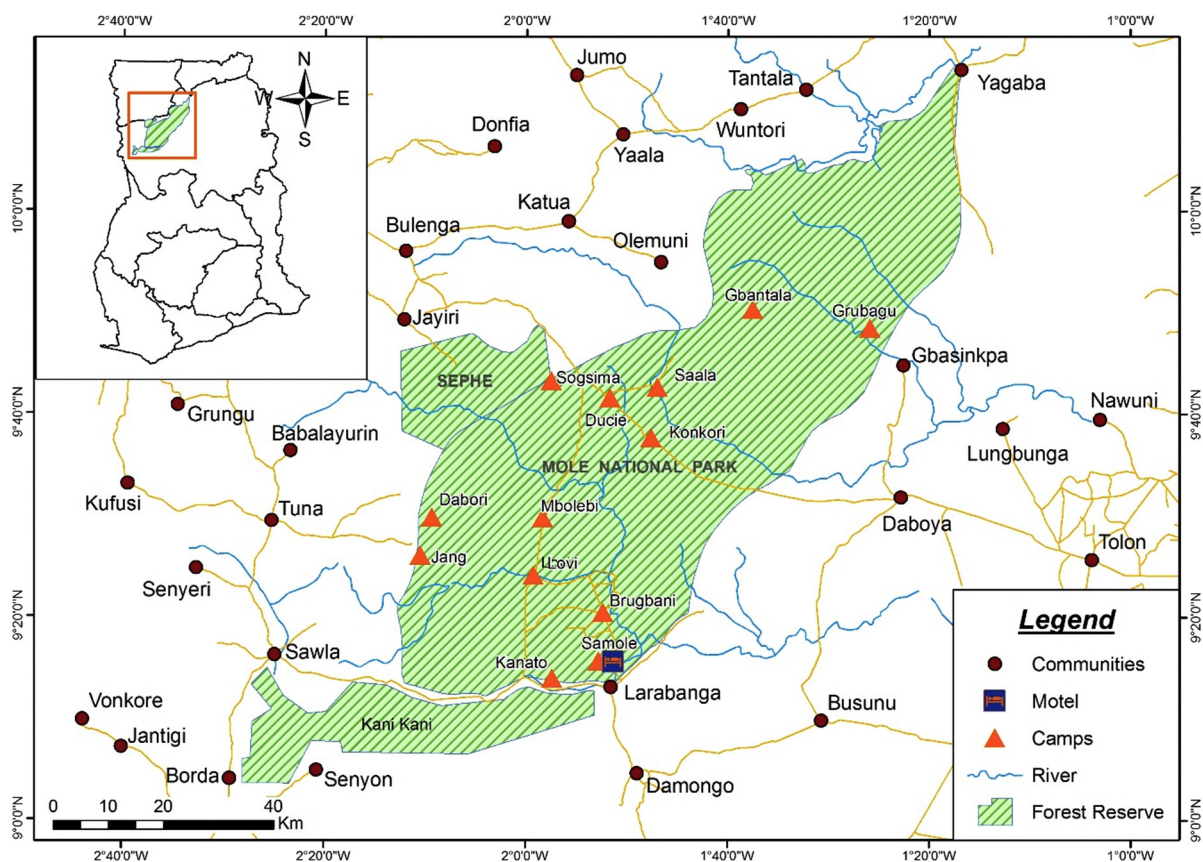 2°40'0"W 2°20'0"W 2°0'0"W 1°40'0"W 1°20'0"W 1°0'0"W
N
W E
S
Jumo
Tantala
Yagaba
Wuntori
Donfia
Yaala
10°0'0"N
10°0'0"N
Katua
Bulenga
Olemuni
Gbantala
Grubagu
Jayiri
Gbasinkpa
SEPHE
Sogsima
Saala
Ducie
Nawuni
9°40'0"N
9°40'0"N
Grungu
Babalayurin
Konkori
Lungbunga
MOLE NATIONAL PARK
Kufusi
Tuna
Dabori
Mbolebi
Daboya
Tolon
Jang
Lovi
Senyeri
Brugbani
9°20'0"N
9°20'0"N
Samole
Sawla
Kanato
Larabanga
Vonkore
Kani Kani
Busunu
Jantigi
Borda
Senyon
Damongo
Legend
Communities
Motel
Camps
River
Forest Reserve
0 10 20 40
Km
9°0'0"N
9°0'0"N
2°40'0"W 2°20'0"W 2°0'0"W 1°40'0"W 1°20'0"W 1°0'0"W